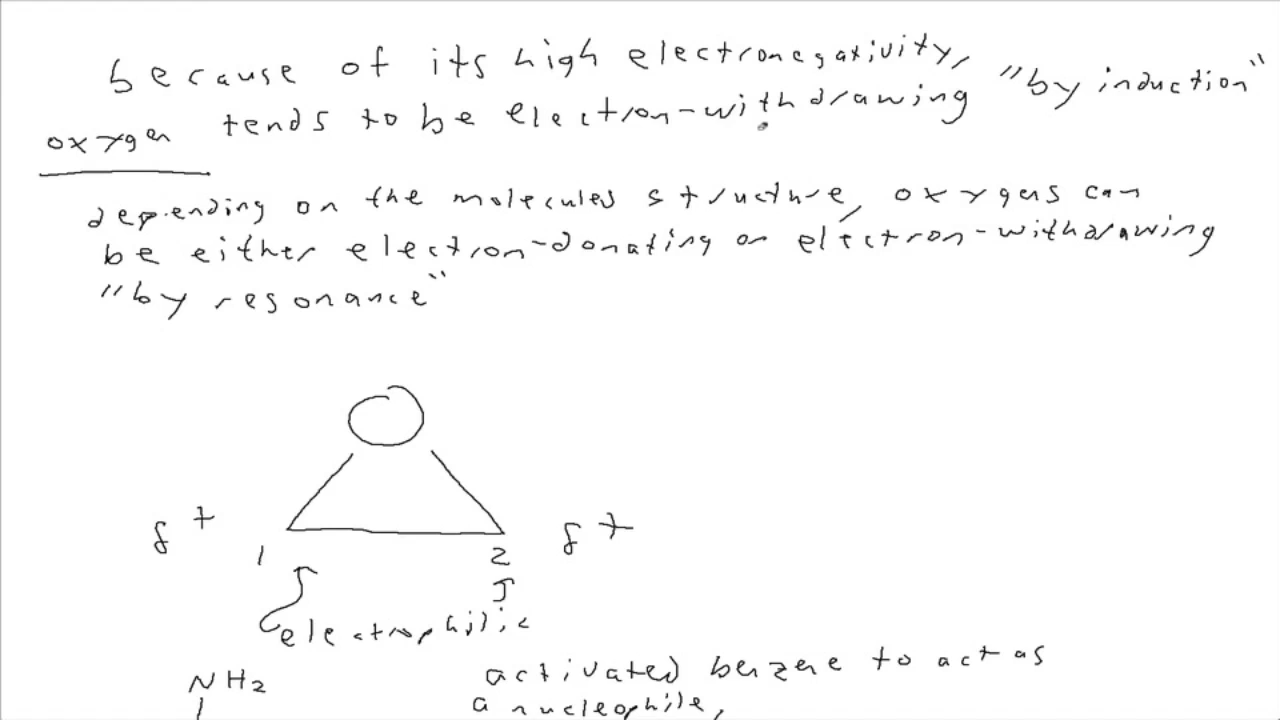 because of its high electronegativity, "by induction"
oxygen tends to be electron-withdrawing
depending on the molecules structure, oxygens can
be either electron-donating or electron-withdrawing
"by resonance"
O
δ+ δ+
1 2
electrophilic
NH2 activated benzene to act as
a nucleophile,